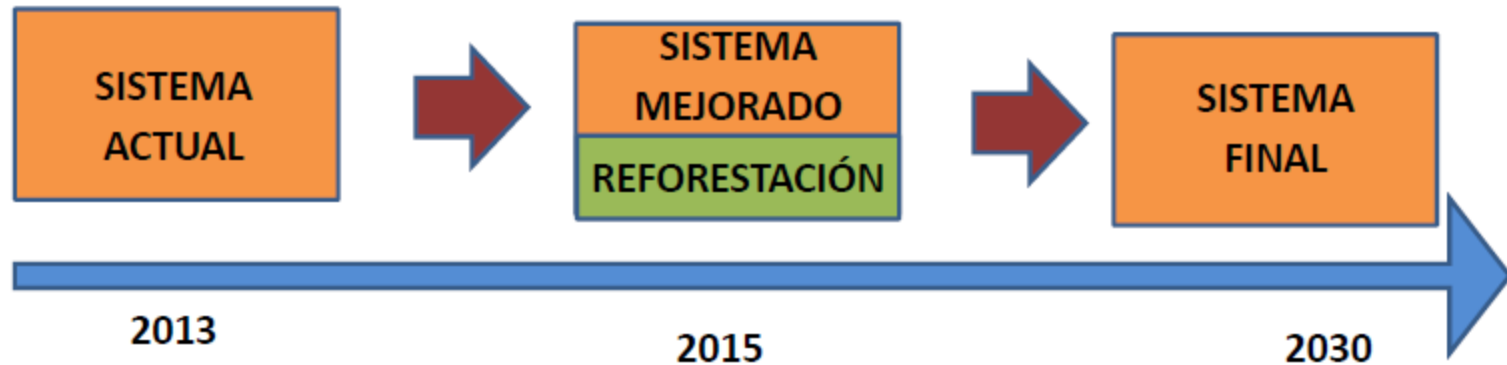 SISTEMA
ACTUAL
SISTEMA
MEJORADO
REFORESTACIÓN
SISTEMA
FINAL
2013
2015
2030